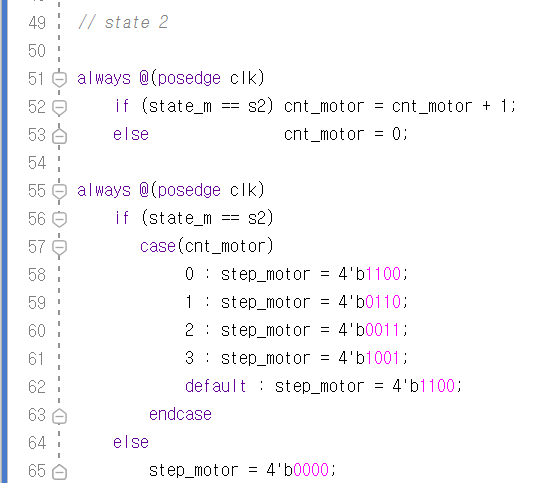 49 // state 2
50
51 always @(posedge clk)
52 if (state_m == s2) cnt_motor = cnt_motor + 1;
53 else cnt_motor = 0;
54
55 always @(posedge clk)
56 if (state_m == s2)
57 case(cnt_motor)
58 0 : step_motor = 4'b1100;
59 1 : step_motor = 4'b0110;
60 2 : step_motor = 4'b0011;
61 3 : step_motor = 4'b1001;
62 default : step_motor = 4'b1100;
63 endcase
64 else
65 step_motor = 4'b0000;